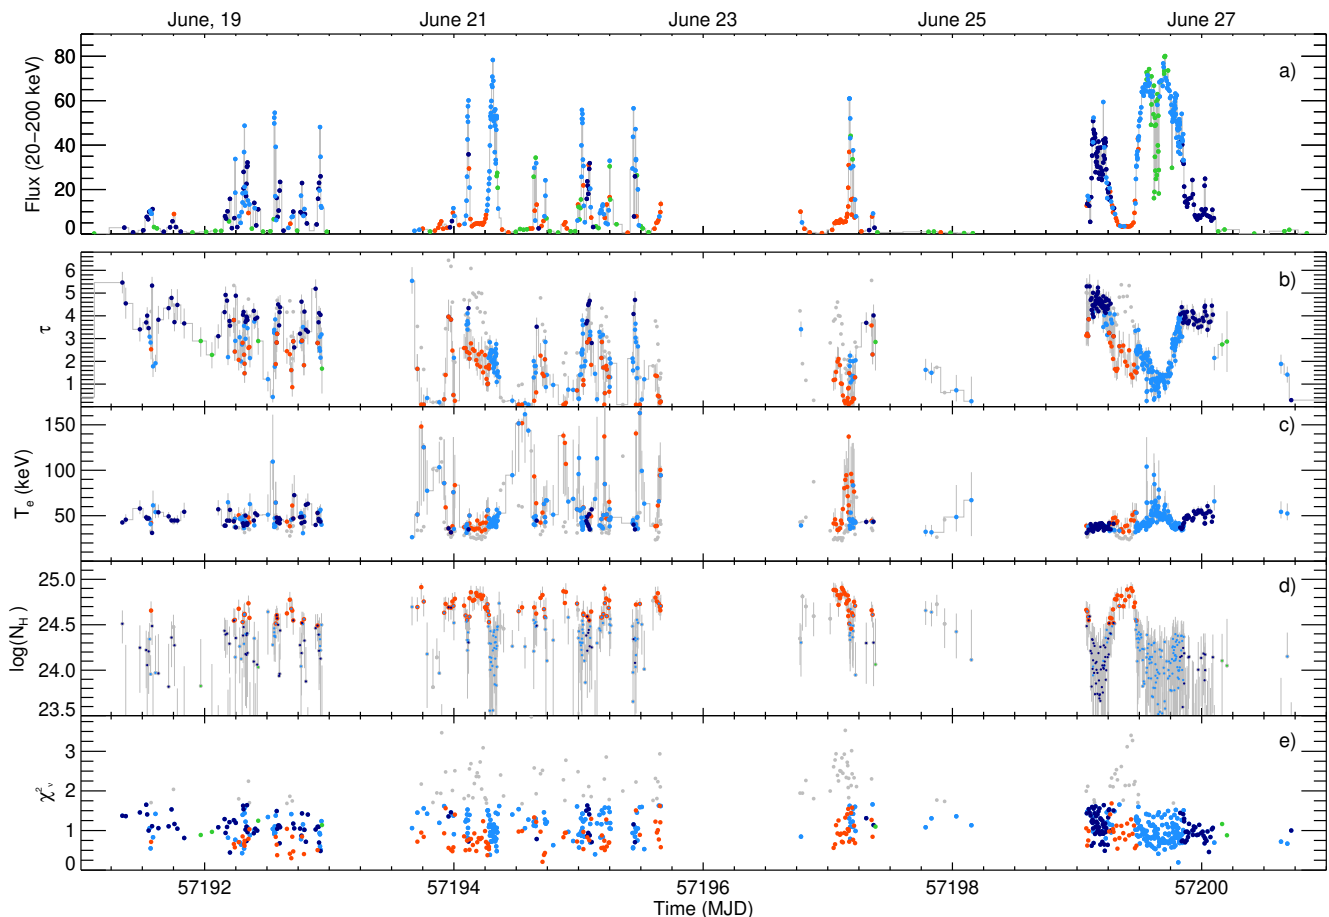 June, 19 June 21 June 23 June 25 June 27
a)
80
60
40
20
0
Flux (20−200 keV)
b)
6
5
4
3
2
1
τ
c)
150
100
50
T_e (keV)
d)
25.0
24.5
24.0
23.5
log(N_H)
e)
3
2
1
0
χ²_ν
57192 57194 57196 57198 57200
Time (MJD)